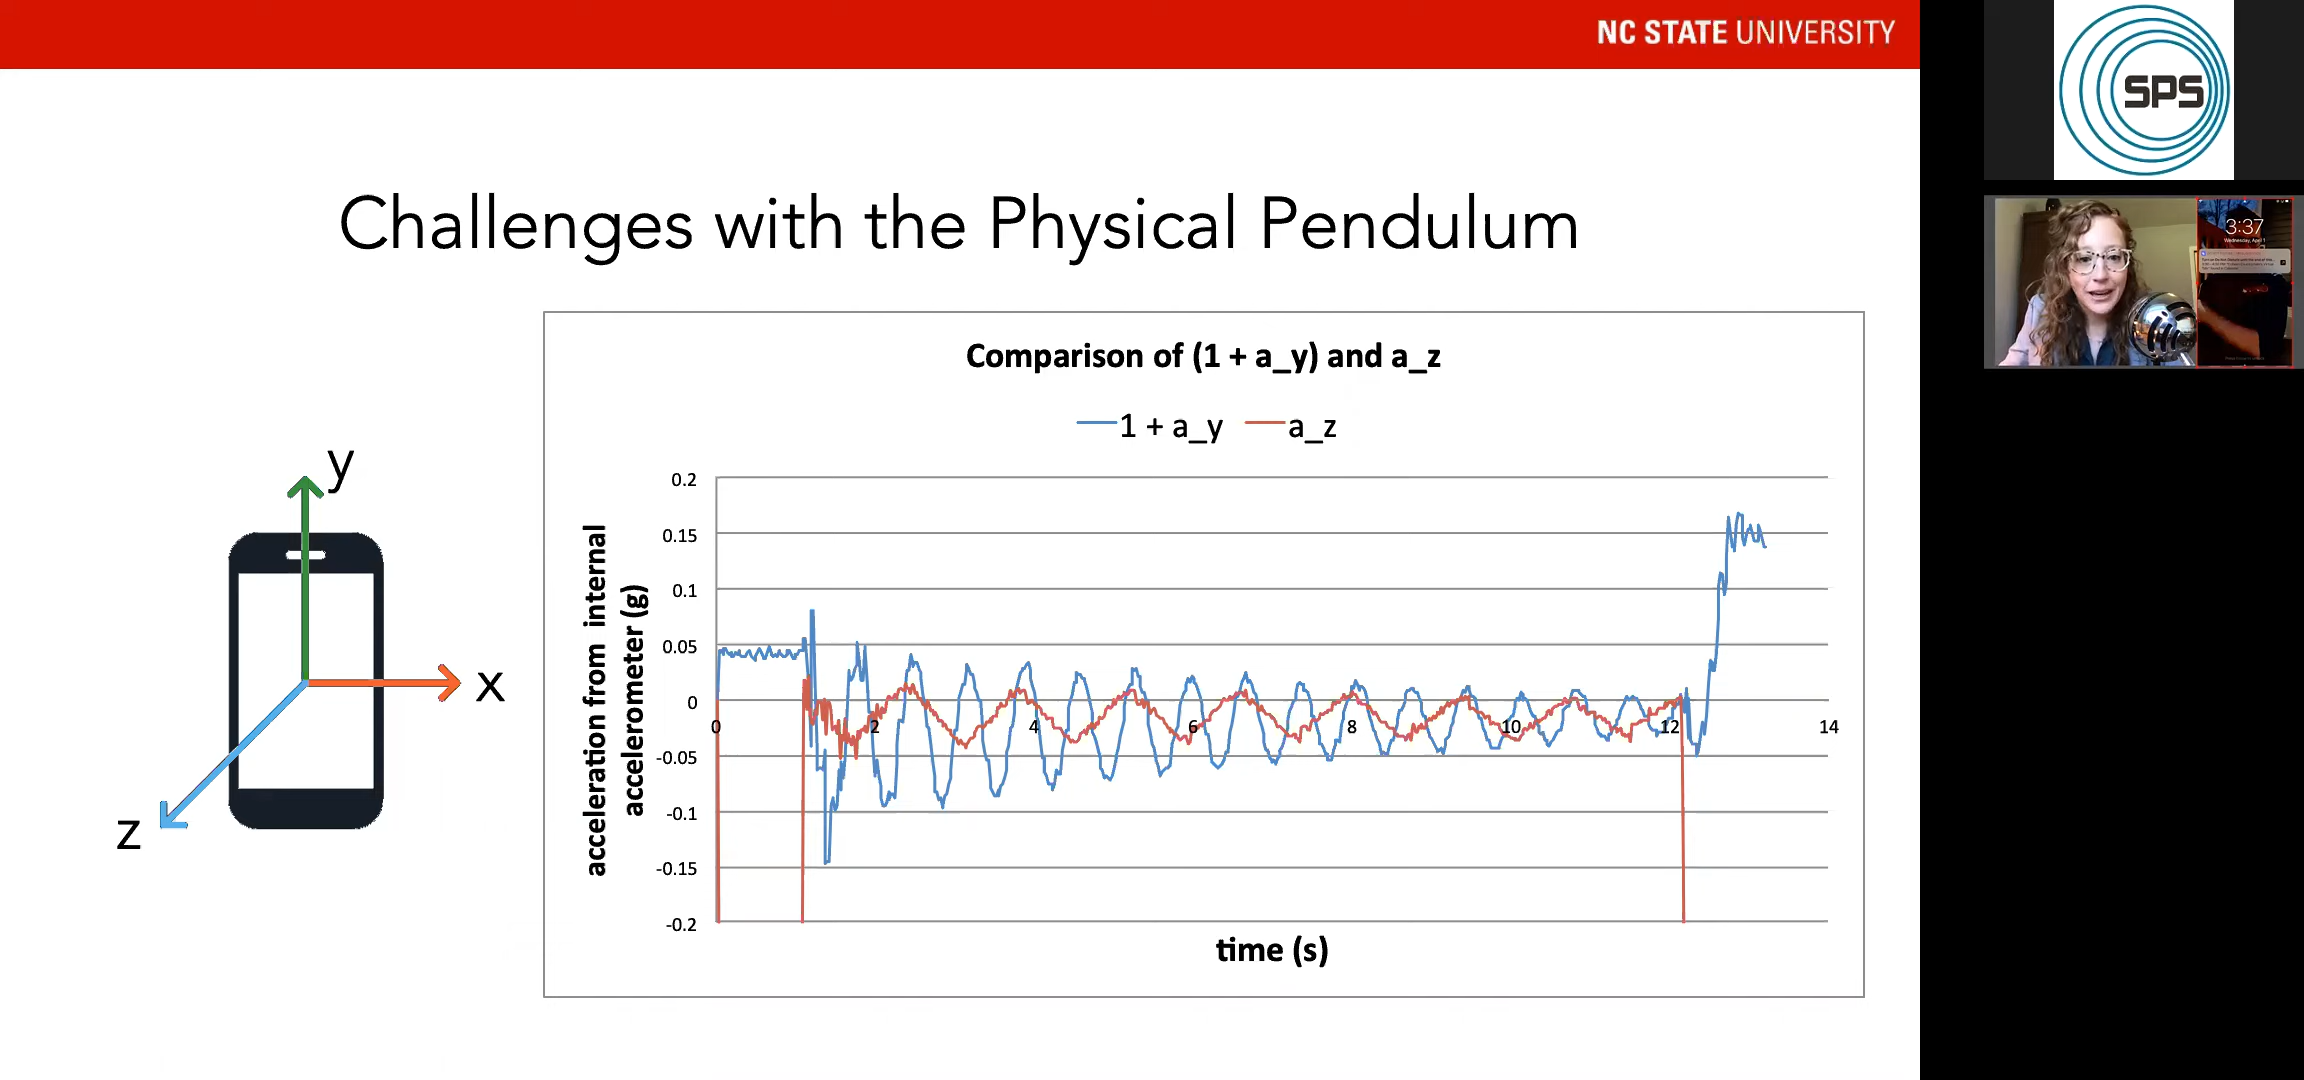 NC STATE UNIVERSITY
SPS
3:37
Challenges with the Physical Pendulum
Comparison of (1 + a_y) and a_z
1 + a_y a_z
y
x
z
acceleration from internal
accelerometer (g)
0.2
0.15
0.1
0.05
0
-0.05
-0.1
-0.15
-0.2
0 2 4 6 8 10 12 14
time (s)